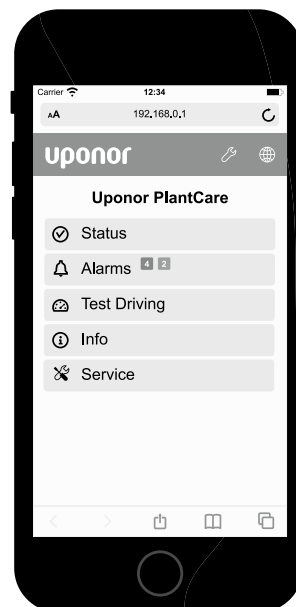 Carrier 12:34
AA 192.168.0.1
uponor
Uponor PlantCare
Status
Alarms 4 2
Test Driving
Info
Service